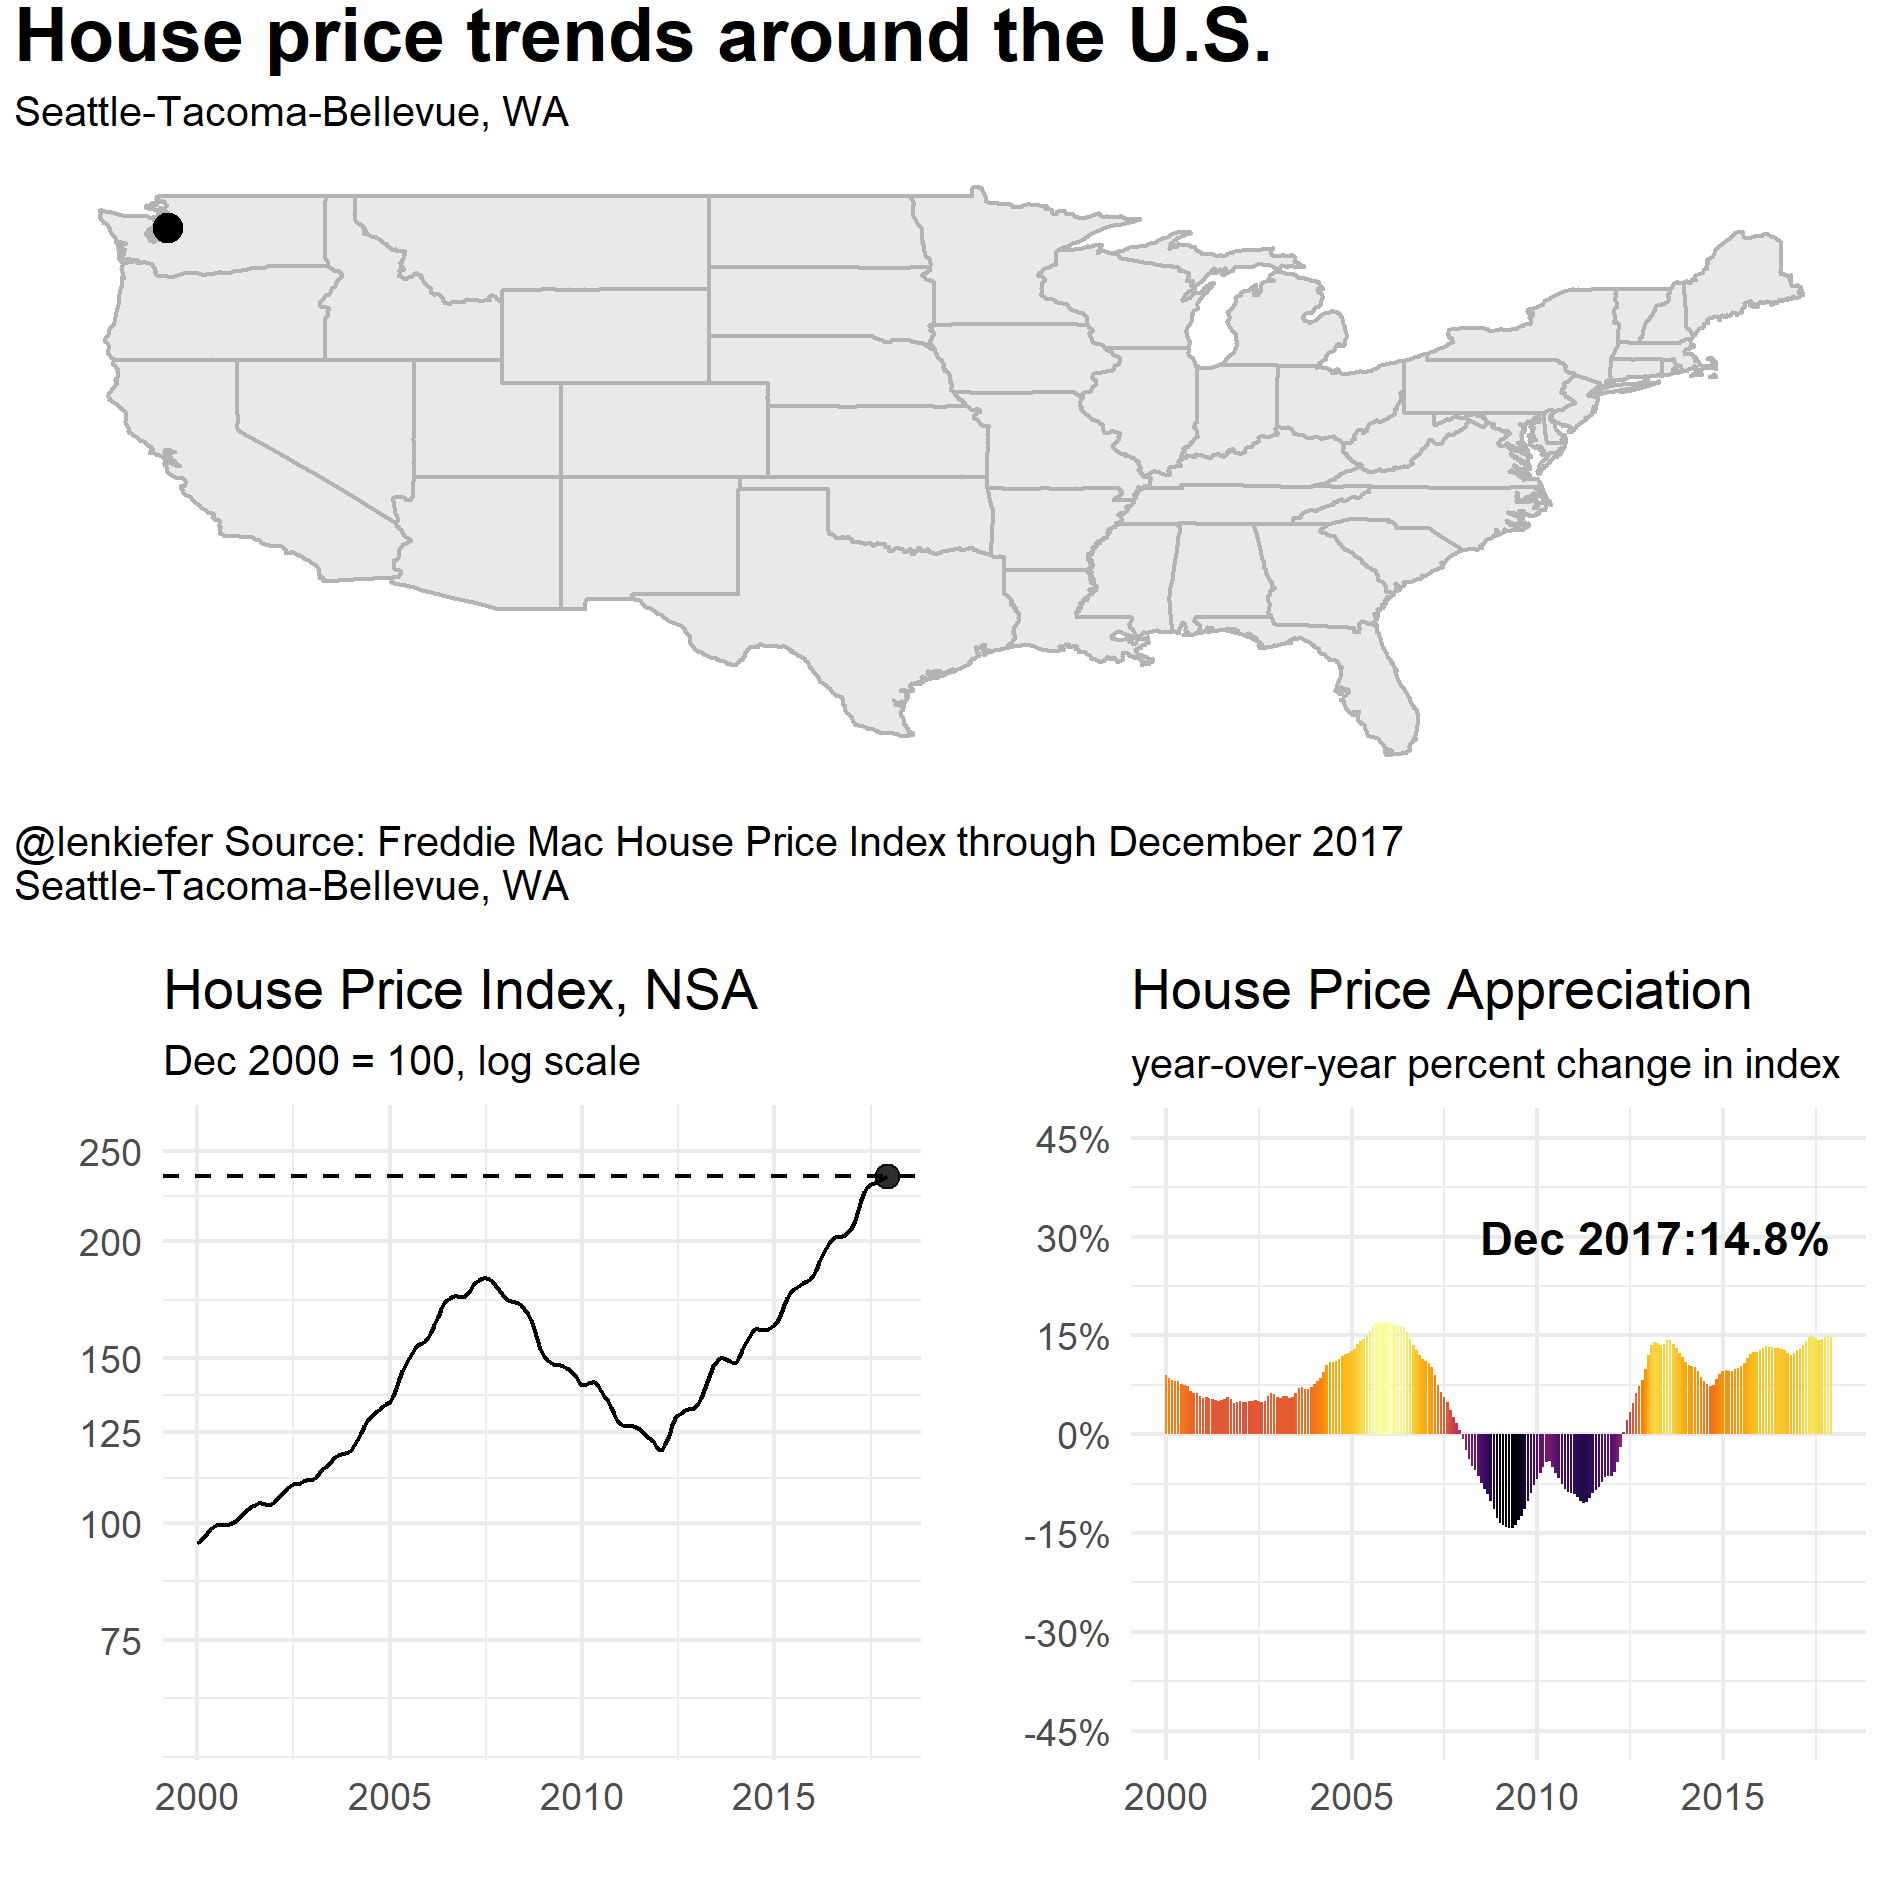 House price trends around the U.S.
Seattle-Tacoma-Bellevue, WA
@lenkiefer Source: Freddie Mac House Price Index through December 2017
Seattle-Tacoma-Bellevue, WA
House Price Index, NSA
Dec 2000 = 100, log scale
250
200
150
125
100
75
2000 2005 2010 2015
House Price Appreciation
year-over-year percent change in index
45%
30%
Dec 2017:14.8%
15%
0%
-15%
-30%
-45%
2000 2005 2010 2015